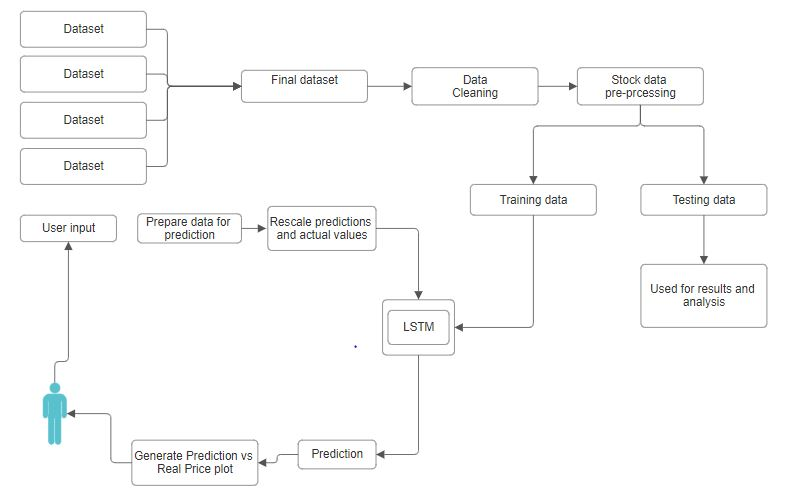 Dataset
Dataset
Dataset
Dataset
Final dataset
Data
Cleaning
Stock data
pre-prcessing
Training data
Testing data
Used for results and
analysis
User input
Prepare data for
prediction
Rescale predictions
and actual values
LSTM
Prediction
Generate Prediction vs
Real Price plot